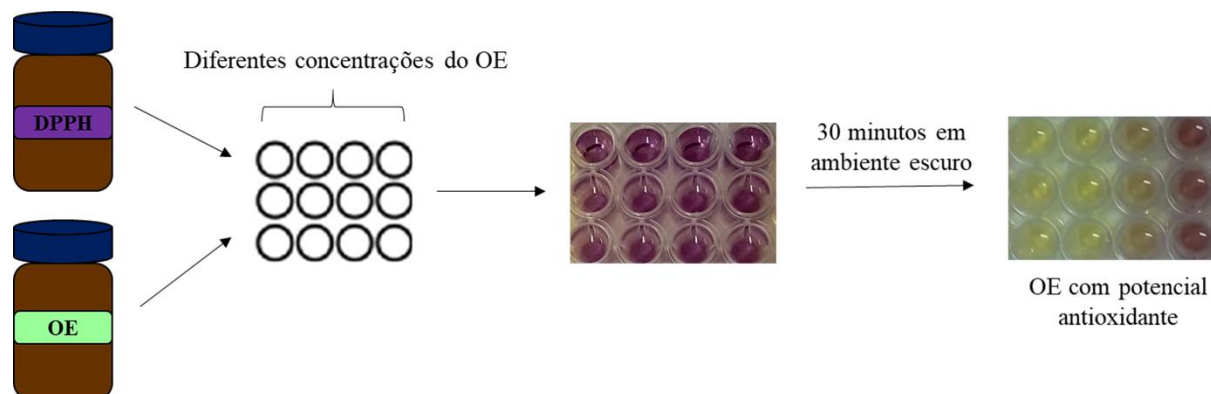 DPPH
OE
Diferentes concentrações do OE
30 minutos em
ambiente escuro
OE com potencial
antioxidante